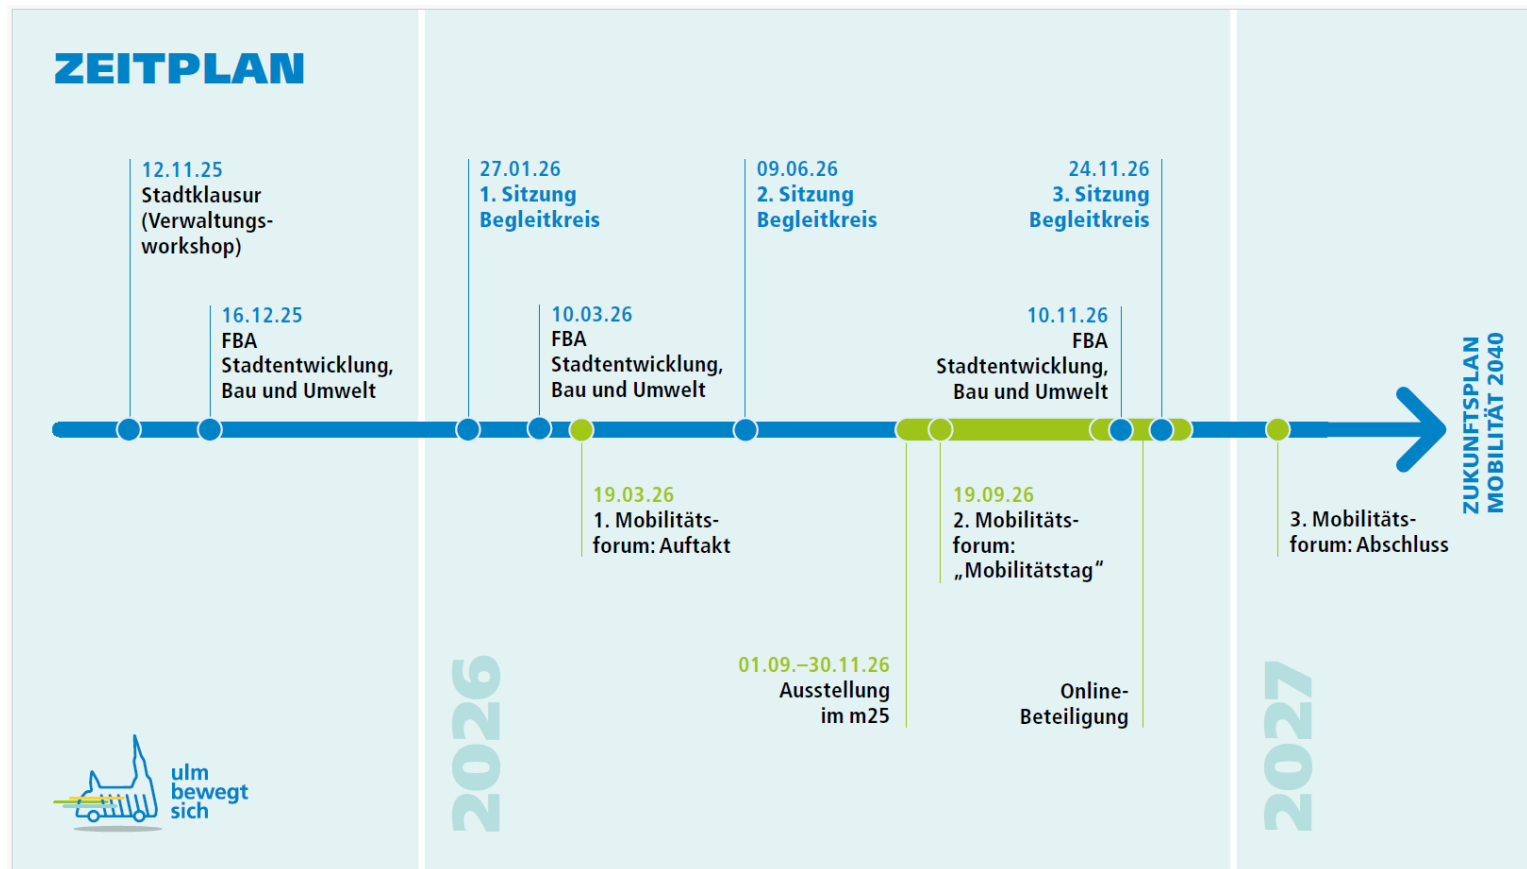 ZEITPLAN
12.11.25
Stadtklausur
(Verwaltungs-
workshop)
16.12.25
FBA
Stadtentwicklung,
Bau und Umwelt
27.01.26
1. Sitzung
Begleitkreis
10.03.26
FBA
Stadtentwicklung,
Bau und Umwelt
09.06.26
2. Sitzung
Begleitkreis
24.11.26
3. Sitzung
Begleitkreis
10.11.26
FBA
Stadtentwicklung,
Bau und Umwelt
ZUKUNFTSPLAN
MOBILITÄT 2040
19.03.26
1. Mobilitäts-
forum: Auftakt
19.09.26
2. Mobilitäts-
forum:
„Mobilitätstag“
3. Mobilitäts-
forum: Abschluss
01.09.–30.11.26
Ausstellung
im m25
Online-
Beteiligung
2026
2027
ulm
bewegt
sich